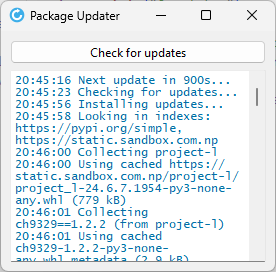 Package Updater
Check for updates
20:45:16 Next update in 900s...
20:45:23 Checking for updates...
20:45:56 Installing updates...
20:45:58 Looking in indexes:
https://pypi.org/simple,
https://static.sandbox.com.np
20:46:00 Collecting project-l
20:46:00 Using cached https://
static.sandbox.com.np/project-l/
project_l-24.6.7.1954-py3-none-
any.whl (779 kB)
20:46:01 Collecting
ch9329==1.2.2 (from project-l)
20:46:01 Using cached
ch9329-1.2.2-py3-none-
any.whl.metadata (2.9 kB)